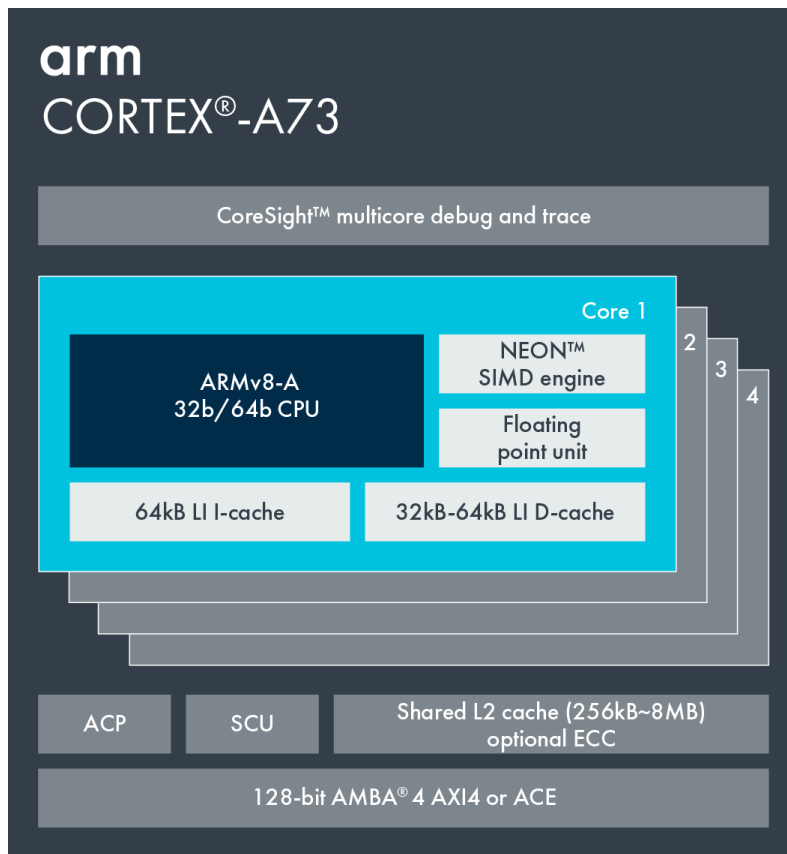 arm
CORTEX®-A73
CoreSight™ multicore debug and trace
Core 1
2
3
4
ARMv8-A
32b/64b CPU
NEON™
SIMD engine
Floating
point unit
64kB LI I-cache
32kB-64kB LI D-cache
ACP
SCU
Shared L2 cache (256kB~8MB)
optional ECC
128-bit AMBA® 4 AXI4 or ACE